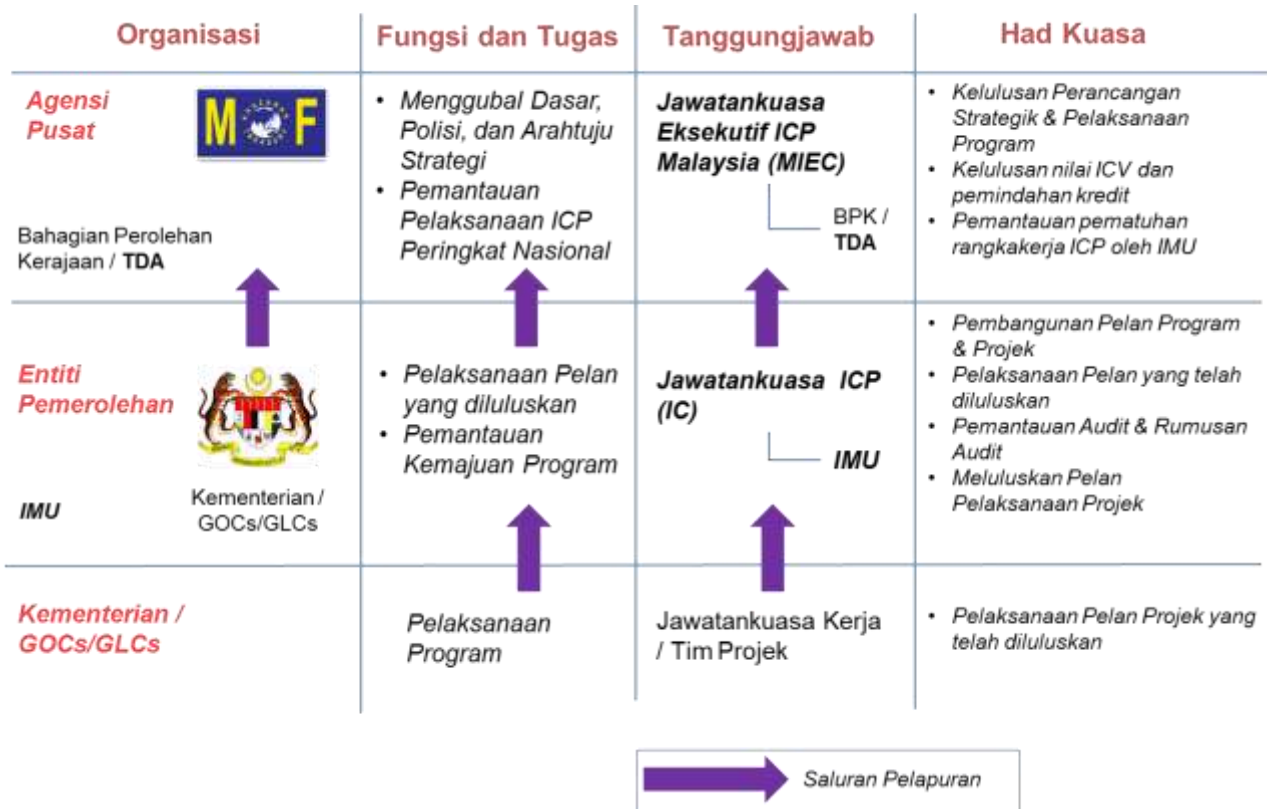 Organisasi
Fungsi dan Tugas
Tanggungjawab
Had Kuasa
Agensi
Pusat
M F
Bahagian Perolehan
Kerajaan / TDA
• Menggubal Dasar,
Polisi, dan Arahtuju
Strategi
• Pemantauan
Pelaksanaan ICP
Peringkat Nasional
Jawatankuasa
Eksekutif ICP
Malaysia (MIEC)
BPK /
TDA
• Kelulusan Perancangan
Strategik & Pelaksanaan
Program
• Kelulusan nilai ICV dan
pemindahan kredit
• Pemantauan pematuhan
rangkakerja ICP oleh IMU
Entiti
Pemerolehan
IMU
Kementerian /
GOCs/GLCs
• Pelaksanaan Pelan
yang diluluskan
• Pemantauan
Kemajuan Program
Jawatankuasa ICP
(IC)
IMU
• Pembangunan Pelan Program
& Projek
• Pelaksanaan Pelan yang telah
diluluskan
• Pemantauan Audit & Rumusan
Audit
• Meluluskan Pelan
Pelaksanaan Projek
Kementerian /
GOCs/GLCs
Pelaksanaan
Program
Jawatankuasa Kerja
/ Tim Projek
• Pelaksanaan Pelan Projek yang
telah diluluskan
Saluran Pelapuran